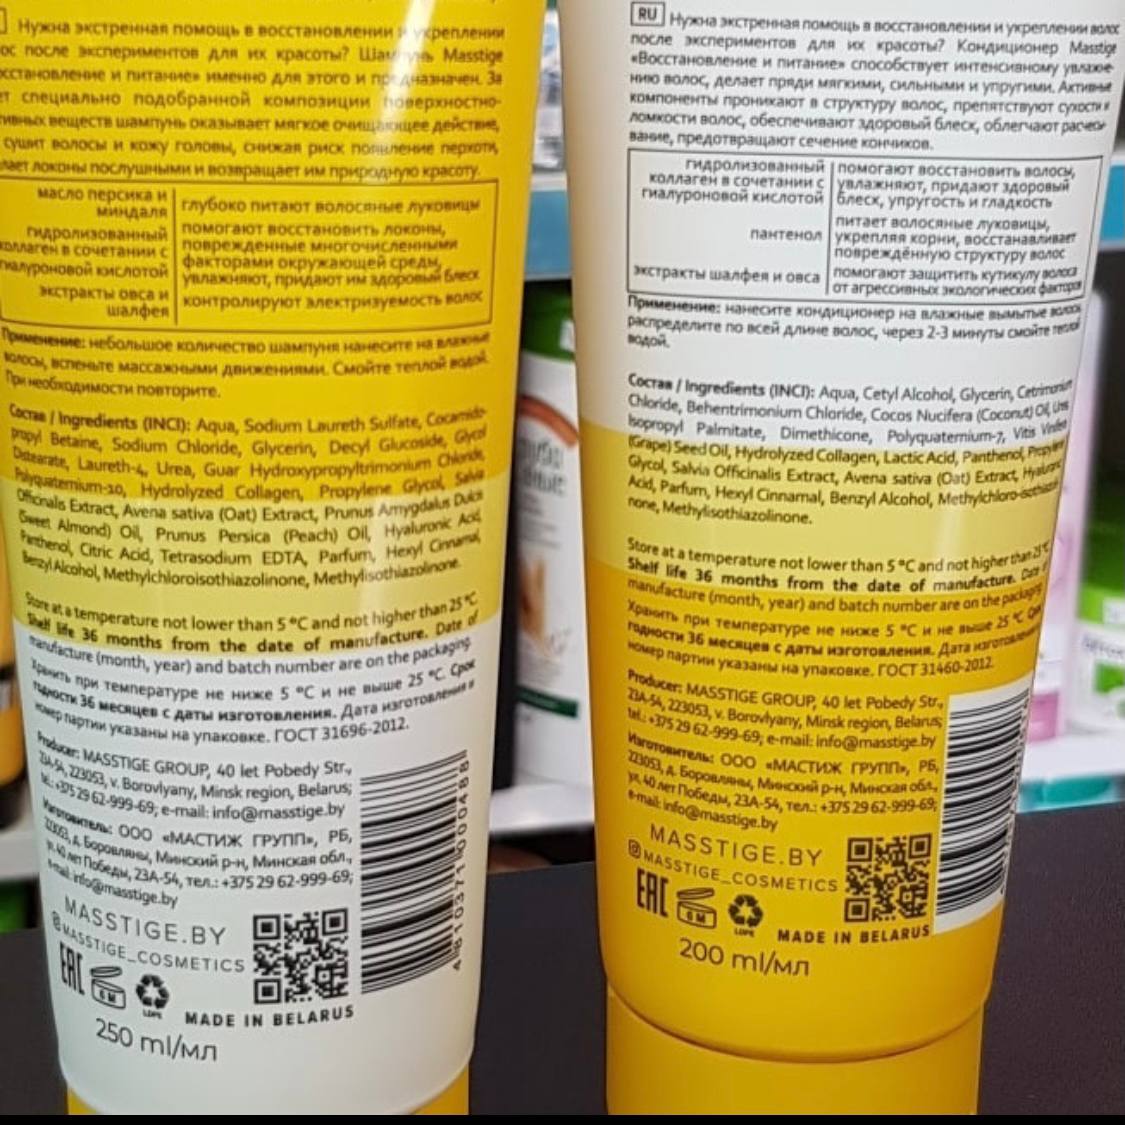 Нужна экстренная помощь в восстановлении и укреплении
после экспериментов для их красоты? Шампунь Masstige
и питание» именно для этого и предназначен. За
специально подобранной композиции поверхностно-
веществ шампунь оказывает мягкое очищающее действие,
сушит волосы и кожу головы, снижая риск появление перхоти,
локоны послушными и возвращает им природную красоту.
масло персика и
миндаля
глубоко питают волосяные луковицы
гидролизованный
коллаген в сочетании с
гиалуроновой кислотой
помогают восстановить локоны,
поврежденные многочисленными
факторами окружающей среды,
увлажняют, придают им здоровый блеск
экстракты овса и
шалфея
контролируют электризуемость волос
Применение: небольшое количество шампуня нанесите на влажные
волосы, вспеньте массажными движениями. Смойте теплой водой.
При необходимости повторите.
Состав / Ingredients (INCI): Aqua, Sodium Laureth Sulfate, Cocamido-
propyl Betaine, Sodium Chloride, Glycerin, Decyl Glucoside, Glycol
Distearate, Laureth-4, Urea, Guar Hydroxypropyltrimonium Chloride,
Polyquaternium-10, Hydrolyzed Collagen, Propylene Glycol, Salvia
Officinalis Extract, Avena sativa (Oat) Extract, Prunus Amygdalus Dulcis
(Sweet Almond) Oil, Prunus Persica (Peach) Oil, Hyaluronic Acid,
Panthenol, Citric Acid, Tetrasodium EDTA, Parfum, Hexyl Cinnamal,
Benzyl Alcohol, Methylchloroisothiazolinone, Methylisothiazolinone.
Store at a temperature not lower than 5 °C and not higher than 25 °C.
Shelf life 36 months from the date of manufacture. Date of
manufacture (month, year) and batch number are on the packaging.
Хранить при температуре не ниже 5 °C и не выше 25 °C. Срок
годности 36 месяцев с даты изготовления. Дата изготовления и
номер партии указаны на упаковке. ГОСТ 31696-2012.
Producer: MASSTIGE GROUP, 40 let Pobedy Str.,
23A-54, 223053, v. Borovlyany, Minsk region, Belarus;
tel.: +375 29 62-999-69; e-mail: info@masstige.by
Изготовитель: ООО «МАСТИЖ ГРУПП», РБ,
223053, д. Боровляны, Минский р-н, Минская обл.,
ул. 40 лет Победы, 23А-54, тел.: +375 29 62-999-69;
e-mail: info@masstige.by
MASSTIGE.BY
@MASSTIGE_COSMETICS
EAC
6 M
LDPE
MADE IN BELARUS
250 ml/мл
4 810371 000488
RU Нужна экстренная помощь в восстановлении и укреплении волос
после экспериментов для их красоты? Кондиционер Masstige
«Восстановление и питание» способствует интенсивному увлажне-
нию волос, делает пряди мягкими, сильными и упругими. Активные
компоненты проникают в структуру волос, препятствуют сухости и
ломкости волос, обеспечивают здоровый блеск, облегчают расчесы-
вание, предотвращают сечение кончиков.
гидролизованный
коллаген в сочетании с
гиалуроновой кислотой
помогают восстановить волосы,
увлажняют, придают здоровый
блеск, упругость и гладкость
пантенол
питает волосяные луковицы,
укрепляя корни, восстанавливает
повреждённую структуру волос
экстракты шалфея и овса
помогают защитить кутикулу волоса
от агрессивных экологических факторов
Применение: нанесите кондиционер на влажные вымытые волосы,
распределите по всей длине волос, через 2-3 минуты смойте теплой
водой.
Состав / Ingredients (INCI): Aqua, Cetyl Alcohol, Glycerin, Cetrimonium
Chloride, Behentrimonium Chloride, Cocos Nucifera (Coconut) Oil, Urea,
Isopropyl Palmitate, Dimethicone, Polyquaternium-7, Vitis Vinifera
(Grape) Seed Oil, Hydrolyzed Collagen, Lactic Acid, Panthenol, Propylene
Glycol, Salvia Officinalis Extract, Avena sativa (Oat) Extract, Hyaluronic
Acid, Parfum, Hexyl Cinnamal, Benzyl Alcohol, Methylchloro-isothiazoli-
none, Methylisothiazolinone.
Store at a temperature not lower than 5 °C and not higher than 25 °C.
Shelf life 36 months from the date of manufacture. Date of
manufacture (month, year) and batch number are on the packaging.
Хранить при температуре не ниже 5 °C и не выше 25 °C. Срок
годности 36 месяцев с даты изготовления. Дата изготовления
номер партии указаны на упаковке. ГОСТ 31460-2012.
Producer: MASSTIGE GROUP, 40 let Pobedy Str.,
23A-54, 223053, v. Borovlyany, Minsk region, Belarus;
tel.: +375 29 62-999-69; e-mail: info@masstige.by
Изготовитель: ООО «МАСТИЖ ГРУПП», РБ,
223053, д. Боровляны, Минский р-н, Минская обл.,
ул. 40 лет Победы, 23А-54, тел.: +375 29 62-999-69;
e-mail: info@masstige.by
MASSTIGE.BY
@MASSTIGE_COSMETICS
EAC
6 M
LDPE
MADE IN BELARUS
200 ml/мл